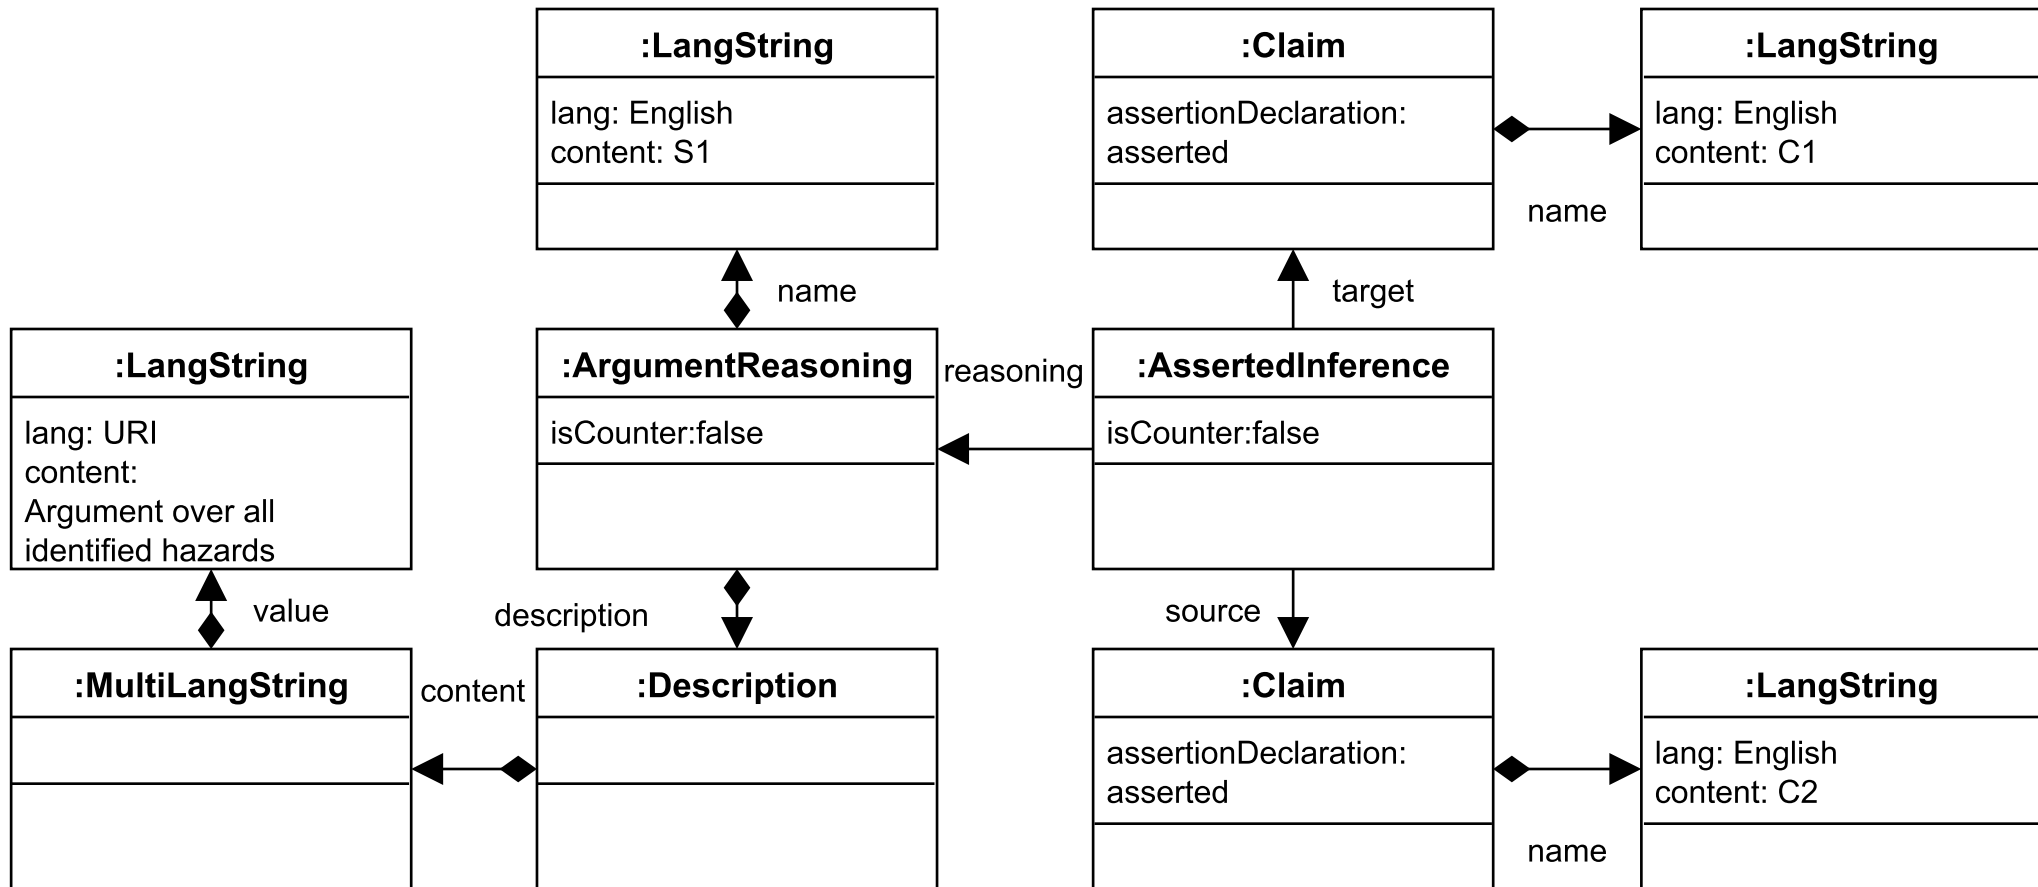 :LangString
lang: English
content: S1
:Claim
assertionDeclaration:
asserted
:LangString
lang: English
content: C1
name
name
target
:LangString
lang: URI
content:
Argument over all
identified hazards
:ArgumentReasoning
isCounter:false
reasoning
:AssertedInference
isCounter:false
value
description
source
:MultiLangString
content
:Description
:Claim
assertionDeclaration:
asserted
:LangString
lang: English
content: C2
name